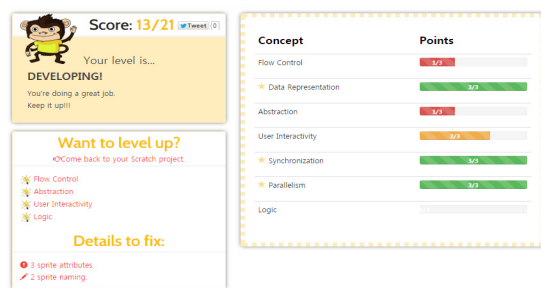 Score: 13/21
Tweet 0
Your level is...
DEVELOPING!
You're doing a great job.
Keep it up!!!
Want to level up?
Come back to your Scratch project.
Flow Control
Abstraction
User Interactivity
Logic
Details to fix:
3 sprite attributes.
2 sprite naming.
Concept Points
Flow Control 1/3
Data Representation 3/3
Abstraction 1/3
User Interactivity 2/3
Synchronization 3/3
Parallelism 3/3
Logic